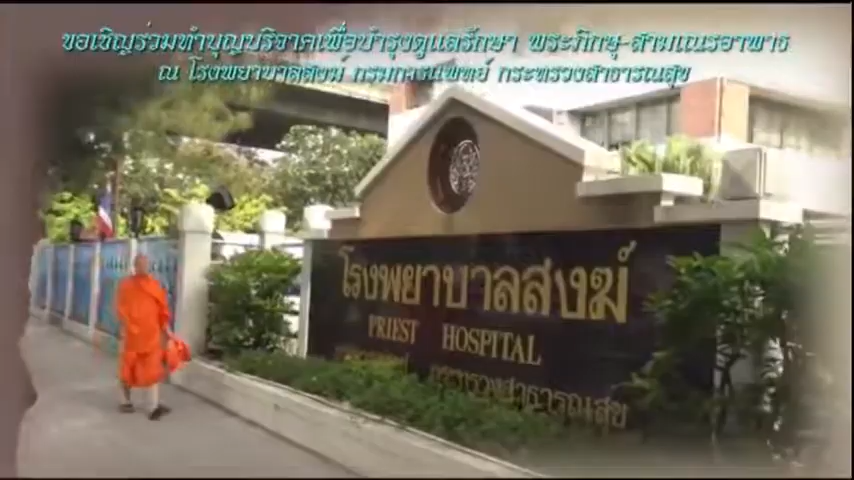 ขอเชิญร่วมทำบุญบริจาคเพื่อบำรุงดูแลรักษา พระภิกษุ-สามเณรอาพาธ
ณ โรงพยาบาลสงฆ์ กรมการแพทย์ กระทรวงสาธารณสุข
โรงพยาบาลสงฆ์
PRIEST HOSPITAL
กระทรวงสาธารณสุข